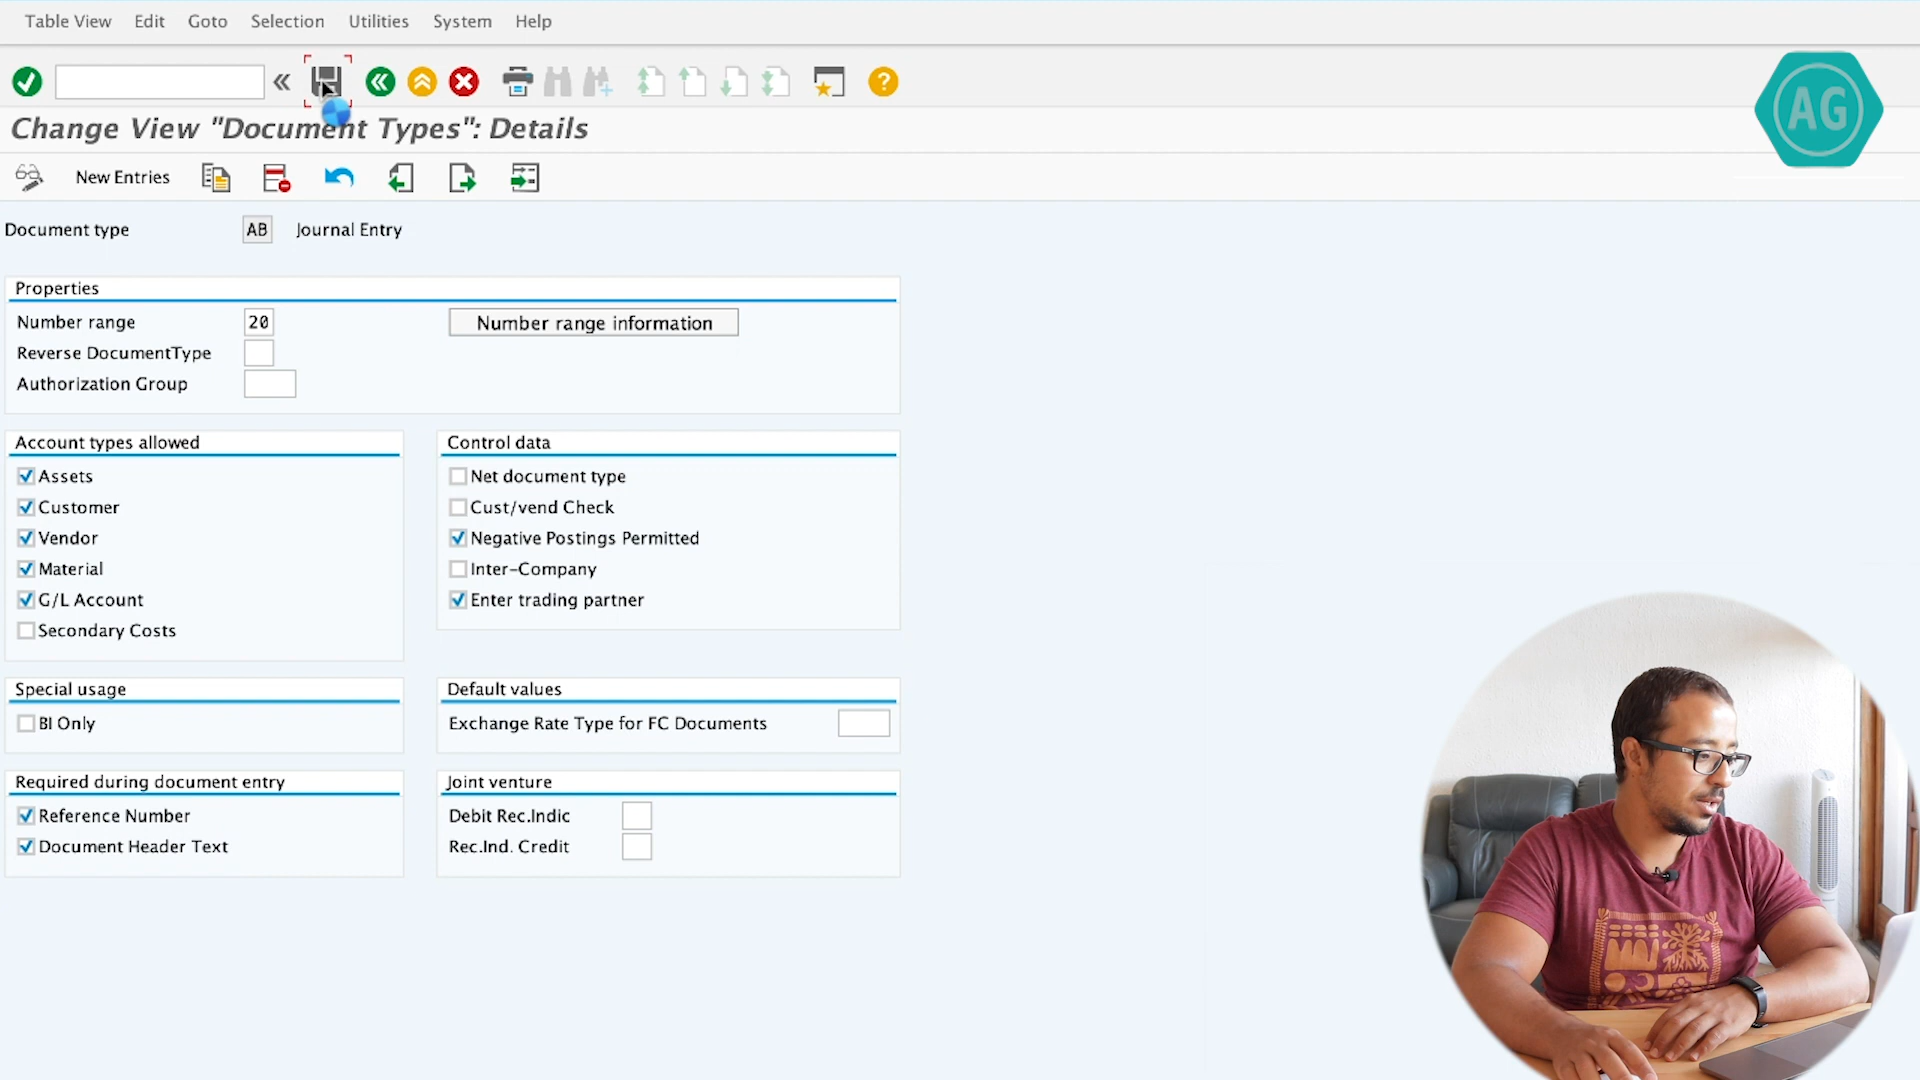 Table View Edit Goto Selection Utilities System Help
AG
Change View "Document Types": Details
New Entries
Document type AB Journal Entry
Properties
Number range 20 Number range information
Reverse DocumentType
Authorization Group
Account types allowed
Assets
Customer
Vendor
Material
G/L Account
Secondary Costs
Control data
Net document type
Cust/vend Check
Negative Postings Permitted
Inter-Company
Enter trading partner
Special usage
BI Only
Default values
Exchange Rate Type for FC Documents
Required during document entry
Reference Number
Document Header Text
Joint venture
Debit Rec.Indic
Rec.Ind. Credit